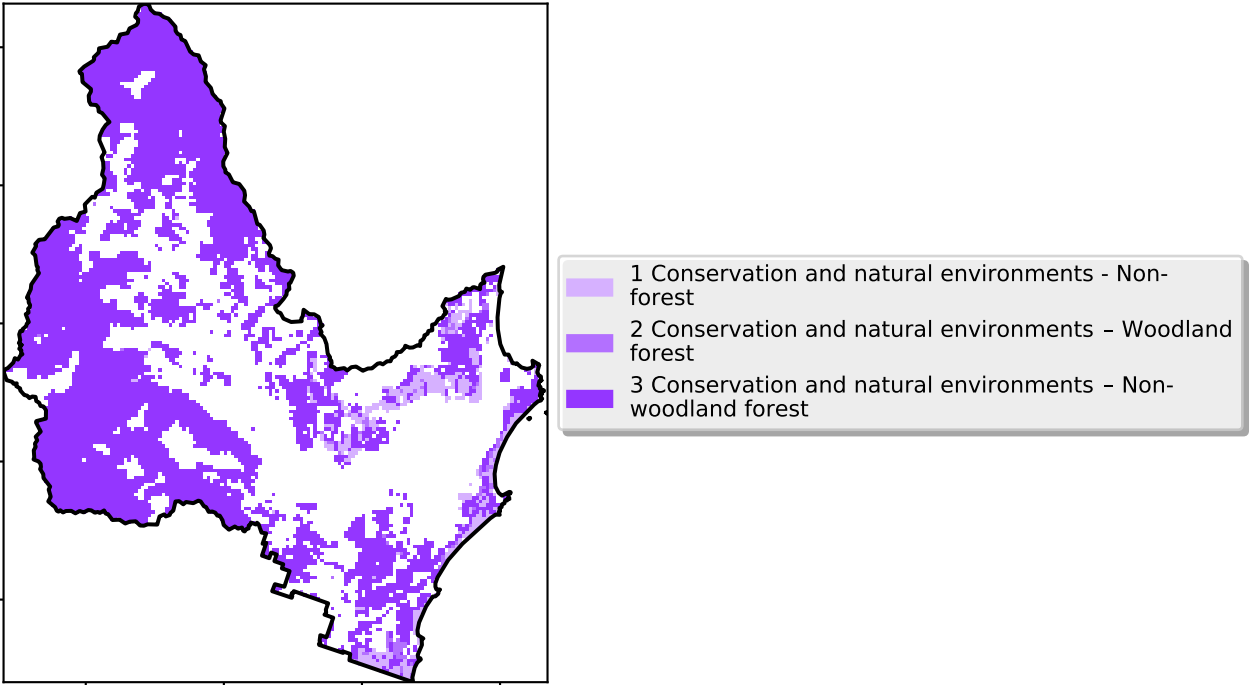 1 Conservation and natural environments - Non-
forest
2 Conservation and natural environments – Woodland
forest
3 Conservation and natural environments – Non-
woodland forest